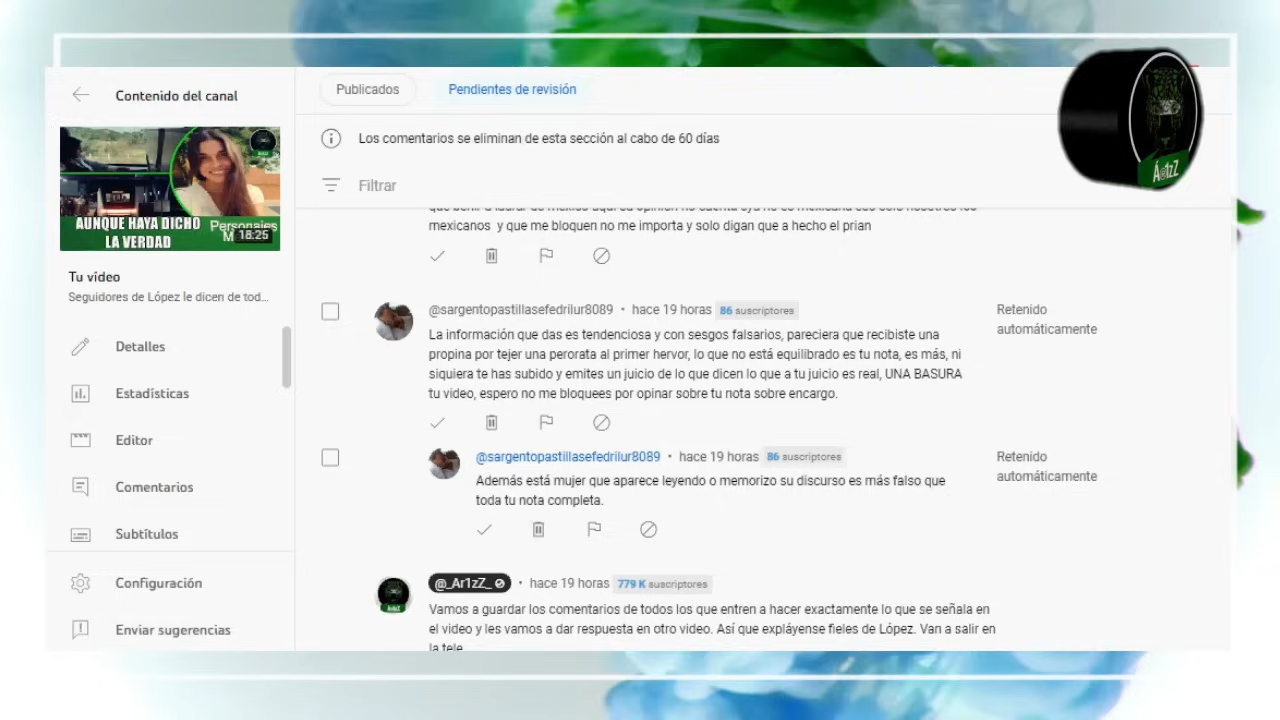 Contenido del canal
AUNQUE HAYA DICHO
LA VERDAD
Personajes
M
18:25
Tu video
Seguidores de López le dicen de tod...
Detalles
Estadísticas
Editor
Comentarios
Subtítulos
Configuración
Enviar sugerencias
Publicados
Pendientes de revisión
Los comentarios se eliminan de esta sección al cabo de 60 días
Filtrar
mexicanos y que me bloquen no me importa y solo digan que a hecho el prian
@sargentopastillasefedrilur8089 • hace 19 horas 86 suscriptores
Retenido
automáticamente
La información que das es tendenciosa y con sesgos falsarios, pareciera que recibiste una
propina por tejer una perorata al primer hervor, lo que no está equilibrado es tu nota, es más, ni
siquiera te has subido y emites un juicio de lo que dicen lo que a tu juicio es real, UNA BASURA
tu video, espero no me bloquees por opinar sobre tu nota sobre encargo.
@sargentopastillasefedrilur8089 • hace 19 horas 86 suscriptores
Retenido
automáticamente
Además está mujer que aparece leyendo o memorizo su discurso es más falso que
toda tu nota completa.
@_Ar1zZ_ • hace 19 horas 779 K suscriptores
Vamos a guardar los comentarios de todos los que entren a hacer exactamente lo que se señala en
el video y les vamos a dar respuesta en otro video. Así que expláyense fieles de López. Van a salir en
la tele
Ár1zZ